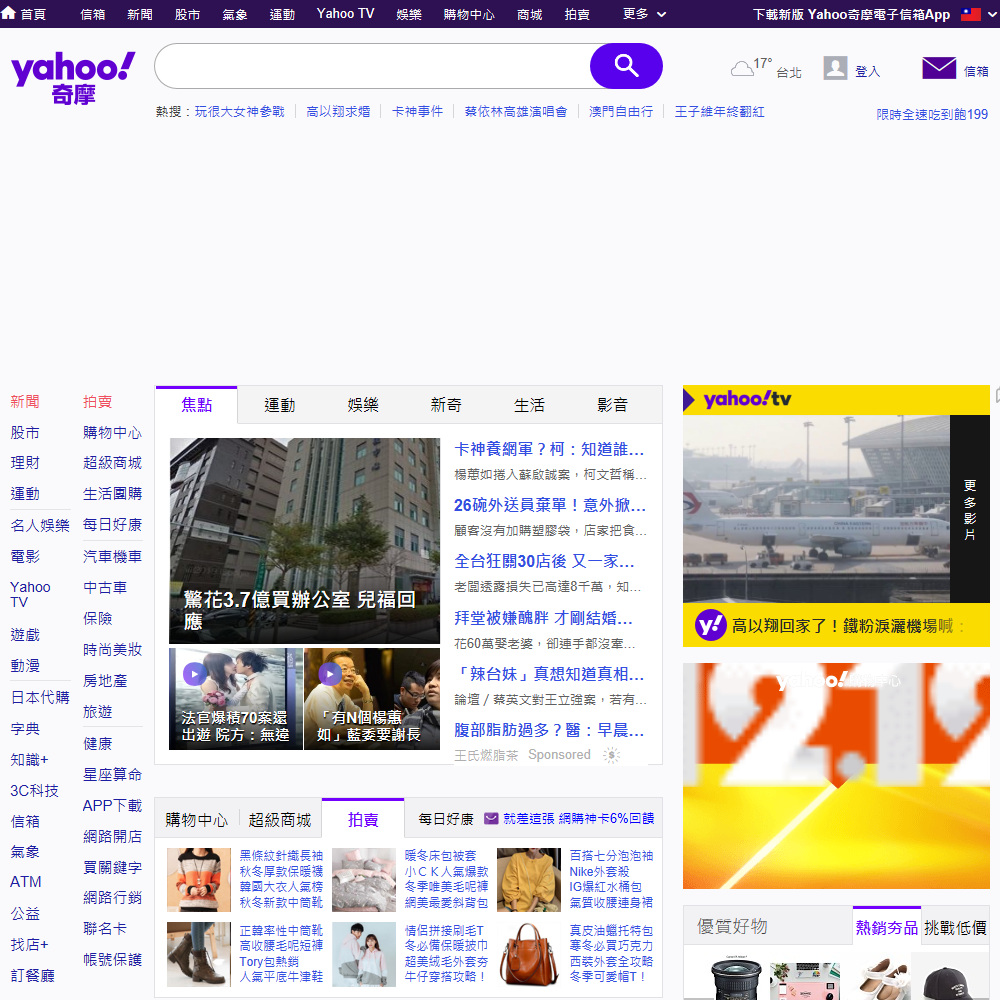 首頁 信箱 新聞 股市 氣象 運動 Yahoo TV 娛樂 購物中心 商城 拍賣 更多 下載新版 Yahoo奇摩電子信箱App
yahoo!
奇摩
17° 台北 登入 信箱
熱搜：玩很大女神參戰 高以翔求婚 卡神事件 蔡依林高雄演唱會 澳門自由行 王子維年終翻紅 限時全速吃到飽199
新聞
股市
理財
運動
名人娛樂
電影
Yahoo
TV
遊戲
動漫
日本代購
字典
知識+
3C科技
信箱
氣象
ATM
公益
找店+
訂餐廳
拍賣
購物中心
超級商城
生活團購
每日好康
汽車機車
中古車
保險
時尚美妝
房地產
旅遊
健康
星座算命
APP下載
網路開店
買關鍵字
網路行銷
聯名卡
帳號保護
焦點 運動 娛樂 新奇 生活 影音
驚花3.7億買辦公室 兒福回
應
法官爆積70案還
出遊 院方：無違
「有N個楊蕙
如」藍委要謝長
卡神養網軍？柯：知道誰...
楊蕙如捲入蘇啟誠案，柯文哲稱...
26碗外送員棄單！意外掀...
顧客沒有加購塑膠袋，店家把食...
全台狂關30店後 又一家...
老闆透露損失已高達8千萬，知...
拜堂被嫌醜胖 才剛結婚...
花60萬娶老婆，卻連手都沒牽...
「辣台妹」真想知道真相...
論壇／蔡英文對王立強案，若有...
腹部脂肪過多？醫：早晨...
王氏燃脂茶 Sponsored
購物中心 超級商城 拍賣 每日好康 就差這張 網購神卡6%回饋
黑條紋針織長袖
秋冬厚款保暖襪
韓國大衣人氣榜
秋冬新款中筒靴
暖冬床包被套
小ＣＫ人氣爆款
冬季唯美毛呢褲
網美最愛斜背包
百搭七分泡泡袖
Nike外套殺
IG爆紅水桶包
氣質收腰連身裙
正韓率性中筒靴
高收腰毛呢短褲
Tory包熱銷
人氣平底牛津鞋
情侶拼接刷毛T
冬必備保暖披巾
超美絨毛外套夯
牛仔穿搭攻略！
真皮油蠟托特包
寒冬必買巧克力
西裝外套全攻略
冬季可愛帽T！
yahoo!tv
更多影片
高以翔回家了！鐵粉淚灑機場喊：
yahoo!
12.12
優質好物 熱銷夯品 挑戰低價